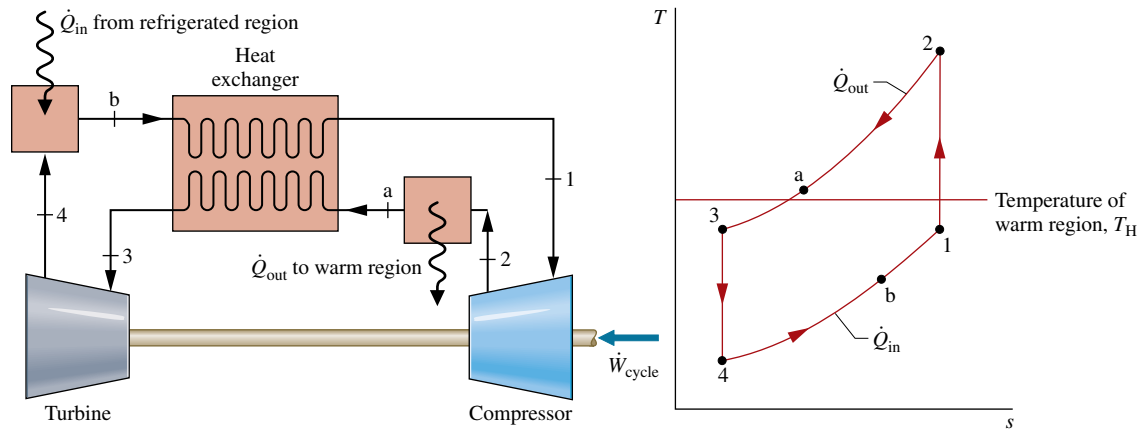 Q̇in from refrigerated region
Heat
exchanger
b
a
1
4
3
2
Q̇out to warm region
Ẇcycle
Turbine
Compressor
T
2
Q̇out
a
Temperature of
warm region, TH
3
1
b
Q̇in
4
s